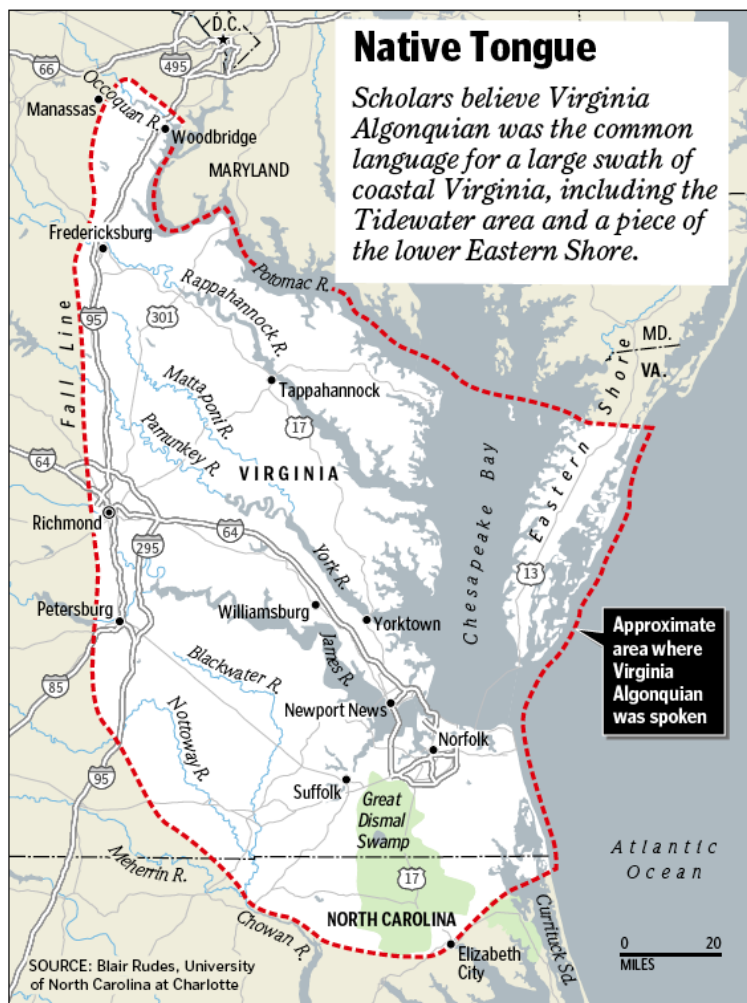 Native Tongue
Scholars believe Virginia
Algonquian was the common
language for a large swath of
coastal Virginia, including the
Tidewater area and a piece of
the lower Eastern Shore.
D.C.
66
495
Manassas
Occoquan R.
Woodbridge
MARYLAND
Fredericksburg
Potomac R.
Rappahannock R.
95
301
Fall Line
MD.
VA.
Eastern Shore
Mattaponi R.
Tappahannock
17
Pamunkey R.
VIRGINIA
64
Richmond
64
295
York R.
Chesapeake Bay
13
Petersburg
Williamsburg
Yorktown
James R.
Approximate
area where
Virginia
Algonquian
was spoken
Blackwater R.
85
Nottoway R.
Newport News
Norfolk
95
Suffolk
Great
Dismal
Swamp
Atlantic
Ocean
Meherrin R.
17
Chowan R.
NORTH CAROLINA
Currituck Sd.
Elizabeth
City
0 20
MILES
SOURCE: Blair Rudes, University
of North Carolina at Charlotte